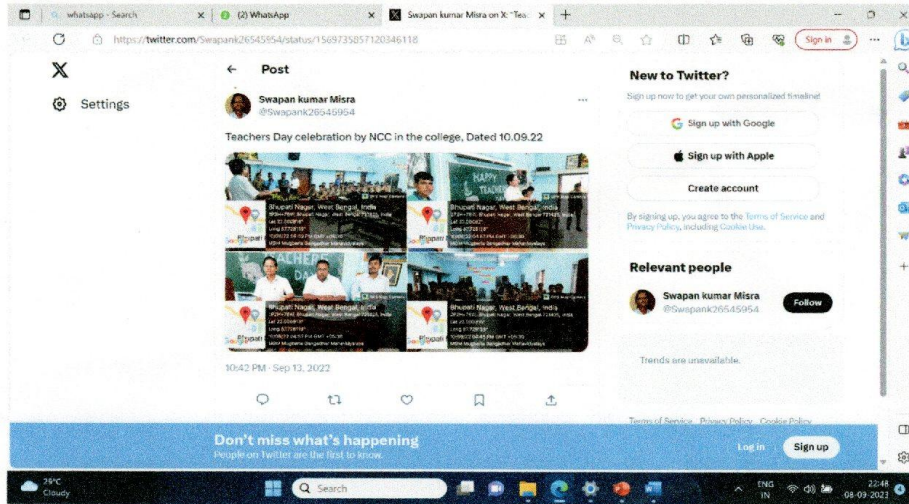 whatsapp - Search
(2) WhatsApp
Swapan kumar Misra on X: "Tea
https://twitter.com/Swapank26545954/status/1569735857120346118
Sign in
Settings
Post
Swapan kumar Misra
@Swapank26545954
Teachers Day celebration by NCC in the college, Dated 10.09.22
HAPPY
TEACHER
Bhupati Nagar, West Bengal, India
Bhupati Nagar, West Bengal, India
TEACHERS
DAY
Bhupati Nagar, West Bengal, India
Bhupati Nagar, West Bengal, India
10:42 PM · Sep 13, 2022
New to Twitter?
Sign up now to get your own personalized timeline!
Sign up with Google
Sign up with Apple
Create account
By signing up, you agree to the Terms of Service and
Privacy Policy, including Cookie Use.
Relevant people
Swapan kumar Misra
@Swapank26545954
Follow
Trends are unavailable.
Terms of Service Privacy Policy Cookie Policy
Don't miss what's happening
People on Twitter are the first to know.
Log in
Sign up
29°C
Cloudy
Search
ENG
IN
22:48
08-09-2023